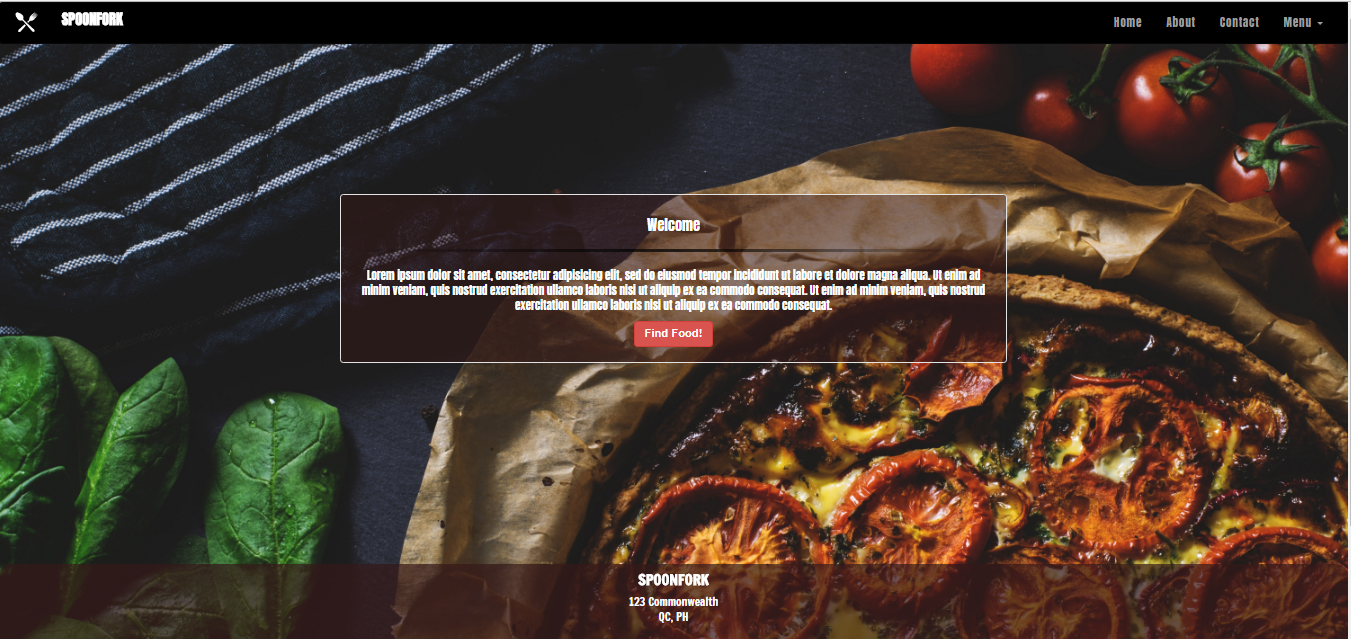 SPOONFORK
Home About Contact Menu
Welcome
Lorem ipsum dolor sit amet, consectetur adipisicing elit, sed do eiusmod tempor incididunt ut labore et dolore magna aliqua. Ut enim ad
minim veniam, quis nostrud exercitation ullamco laboris nisi ut aliquip ex ea commodo consequat. Ut enim ad minim veniam, quis nostrud
exercitation ullamco laboris nisi ut aliquip ex ea commodo consequat.
Find Food!
SPOONFORK
123 Commonwealth
QC, PH